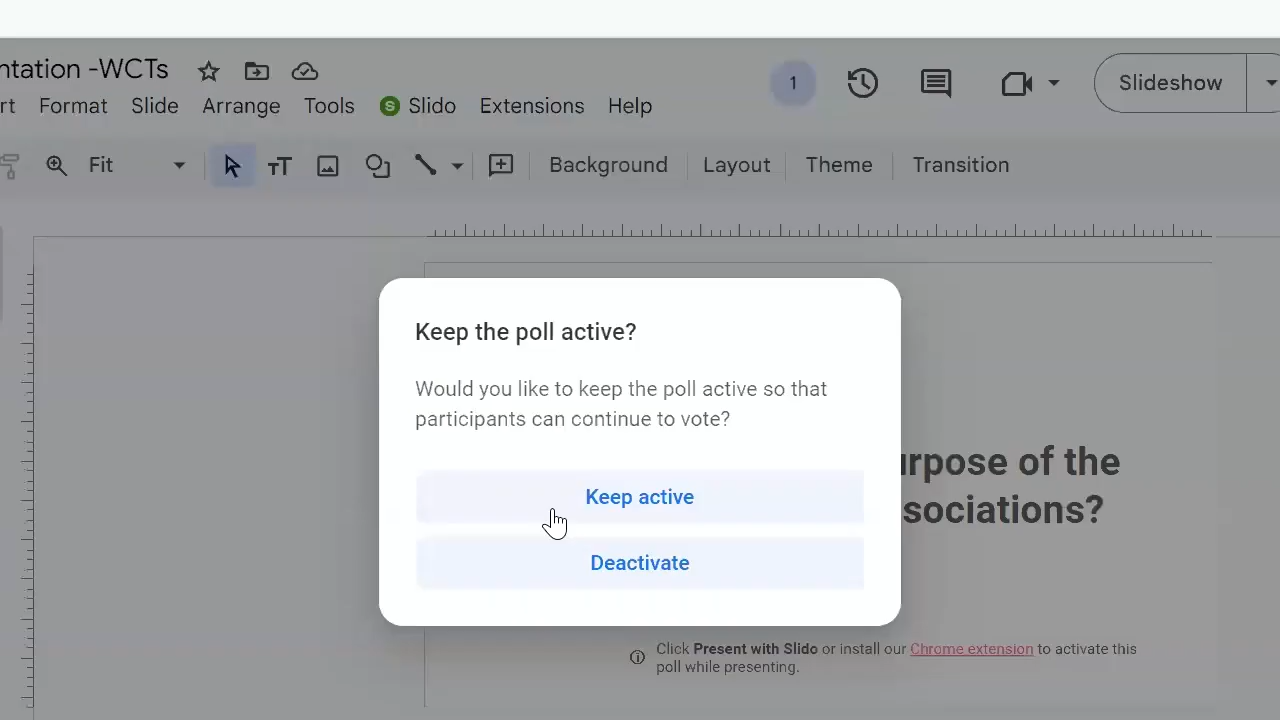 ntation -WCTs
1
Slideshow
rt Format Slide Arrange Tools S Slido Extensions Help
Fit
Background Layout Theme Transition
Keep the poll active?
Would you like to keep the poll active so that
participants can continue to vote?
urpose of the
Keep active
sociations?
Deactivate
Click Present with Slido or install our Chrome extension to activate this
poll while presenting.